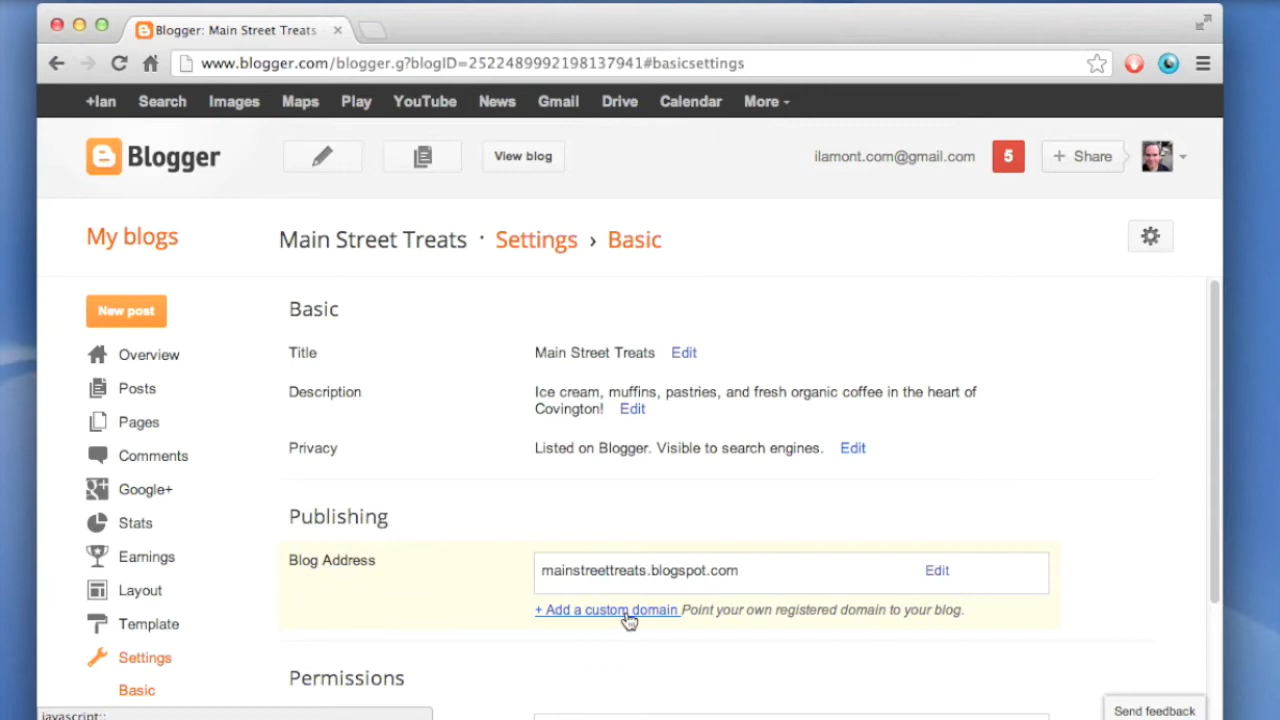 Blogger: Main Street Treats
www.blogger.com/blogger.g?blogID=2522489992198137941#basicsettings
+Ian Search Images Maps Play YouTube News Gmail Drive Calendar More
Blogger View blog ilamont.com@gmail.com 5 + Share
My blogs Main Street Treats · Settings › Basic
New post
Overview
Posts
Pages
Comments
Google+
Stats
Earnings
Layout
Template
Settings
Basic
Basic
Title Main Street Treats Edit
Description Ice cream, muffins, pastries, and fresh organic coffee in the heart of
Covington! Edit
Privacy Listed on Blogger. Visible to search engines. Edit
Publishing
Blog Address mainstreettreats.blogspot.com Edit
+ Add a custom domain Point your own registered domain to your blog.
Permissions
javascript:;
Send feedback